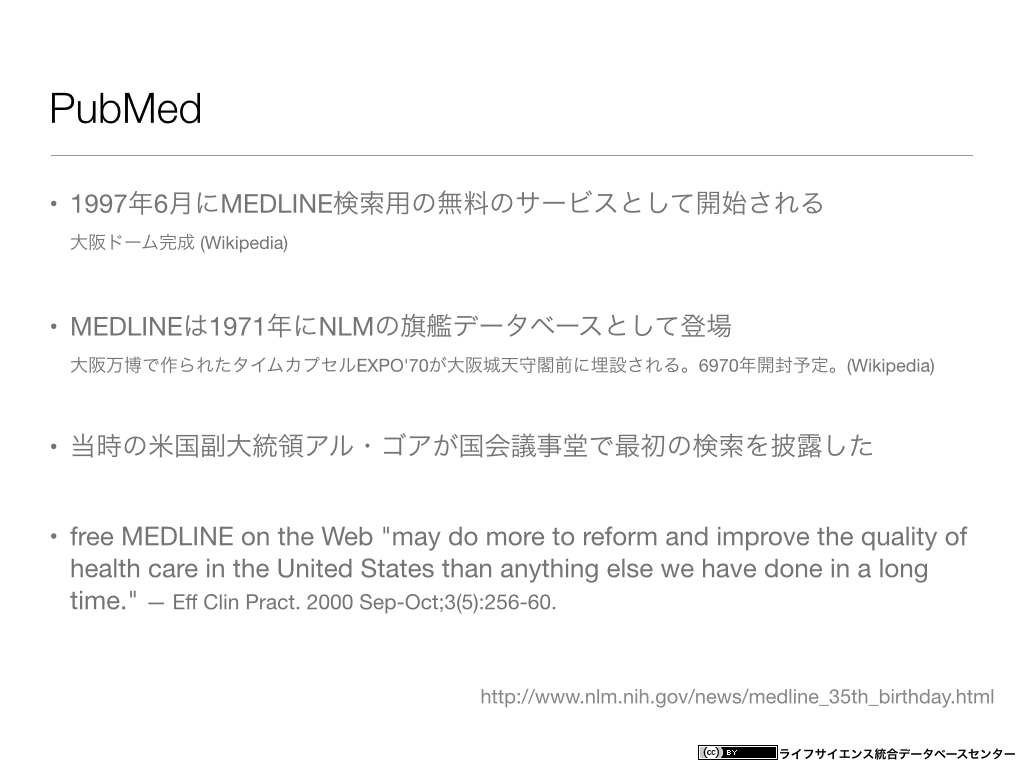 PubMed
• 1997年6月にMEDLINE検索用の無料のサービスとして開始される
大阪ドーム完成 (Wikipedia)
• MEDLINEは1971年にNLMの旗艦データベースとして登場
大阪万博で作られたタイムカプセルEXPO'70が大阪城天守閣前に埋設される。6970年開封予定。(Wikipedia)
• 当時の米国副大統領アル・ゴアが国会議事堂で最初の検索を披露した
• free MEDLINE on the Web "may do more to reform and improve the quality of
health care in the United States than anything else we have done in a long
time." — Eff Clin Pract. 2000 Sep-Oct;3(5):256-60.
http://www.nlm.nih.gov/news/medline_35th_birthday.html
(cc) BY ライフサイエンス統合データベースセンター